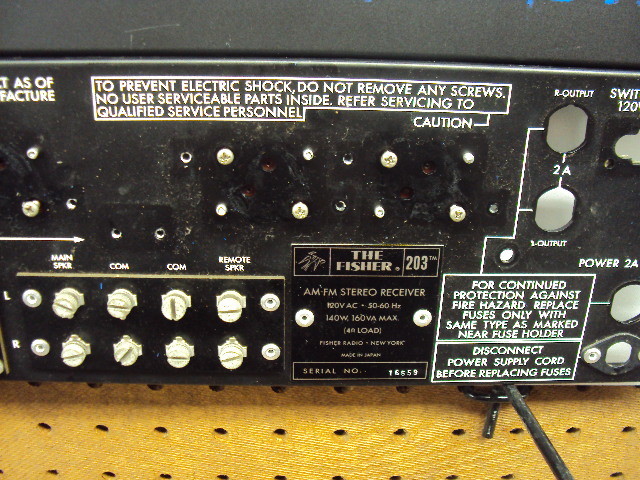 T AS OF
FACTURE
TO PREVENT ELECTRIC SHOCK, DO NOT REMOVE ANY SCREWS.
NO USER SERVICEABLE PARTS INSIDE. REFER SERVICING TO
QUALIFIED SERVICE PERSONNEL
CAUTION
R-OUTPUT
SWIT
120V
2A
-OUTPUT
POWER 2A
MAIN
SPKR
COM
COM
REMOTE
SPKR
L
R
THE
FISHER® 203™
AM·FM STEREO RECEIVER
120V AC · 50-60 Hz
140W, 160VA MAX.
(4Ω LOAD)
FISHER RADIO · NEW YORK
MADE IN JAPAN
SERIAL NO. 16659
FOR CONTINUED
PROTECTION AGAINST
FIRE HAZARD REPLACE
FUSES ONLY WITH
SAME TYPE AS MARKED
NEAR FUSE HOLDER
DISCONNECT
POWER SUPPLY CORD
BEFORE REPLACING FUSES